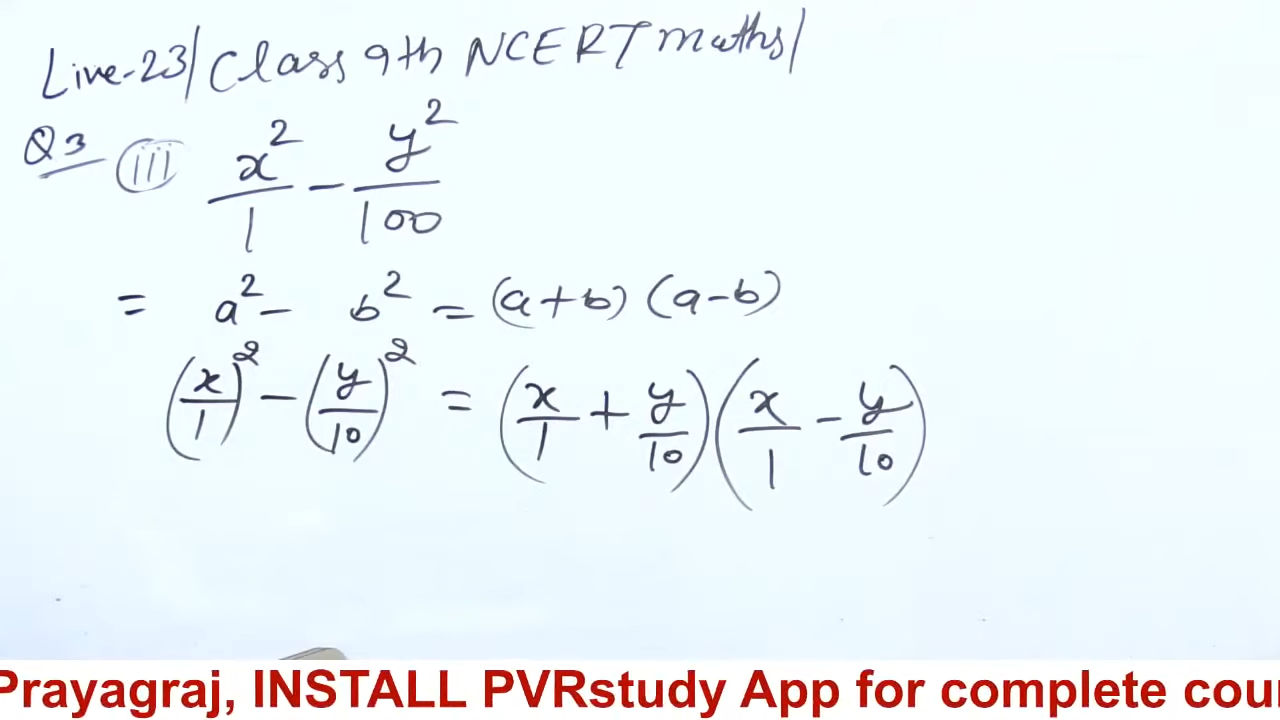 Live-23/Class 9th NCERT maths/
Q3 (iii) x²/1 - y²/100
= a² - b² = (a+b) (a-b)
(x/1)² - (y/10)² = (x/1 + y/10)(x/1 - y/10)
Prayagraj, INSTALL PVRstudy App for complete cour